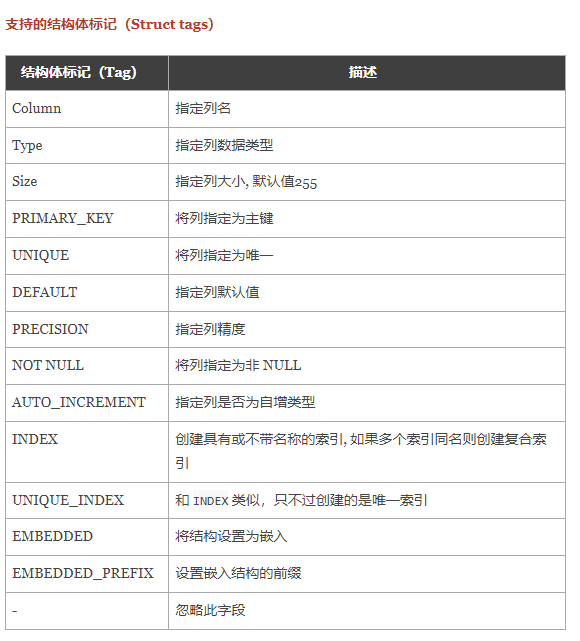 支持的结构体标记（Struct tags）
结构体标记（Tag） 描述
Column 指定列名
Type 指定列数据类型
Size 指定列大小, 默认值255
PRIMARY_KEY 将列指定为主键
UNIQUE 将列指定为唯一
DEFAULT 指定列默认值
PRECISION 指定列精度
NOT NULL 将列指定为非 NULL
AUTO_INCREMENT 指定列是否为自增类型
INDEX 创建具有或不带名称的索引, 如果多个索引同名则创建复合索
引
UNIQUE_INDEX 和 INDEX 类似，只不过创建的是唯一索引
EMBEDDED 将结构设置为嵌入
EMBEDDED_PREFIX 设置嵌入结构的前缀
- 忽略此字段